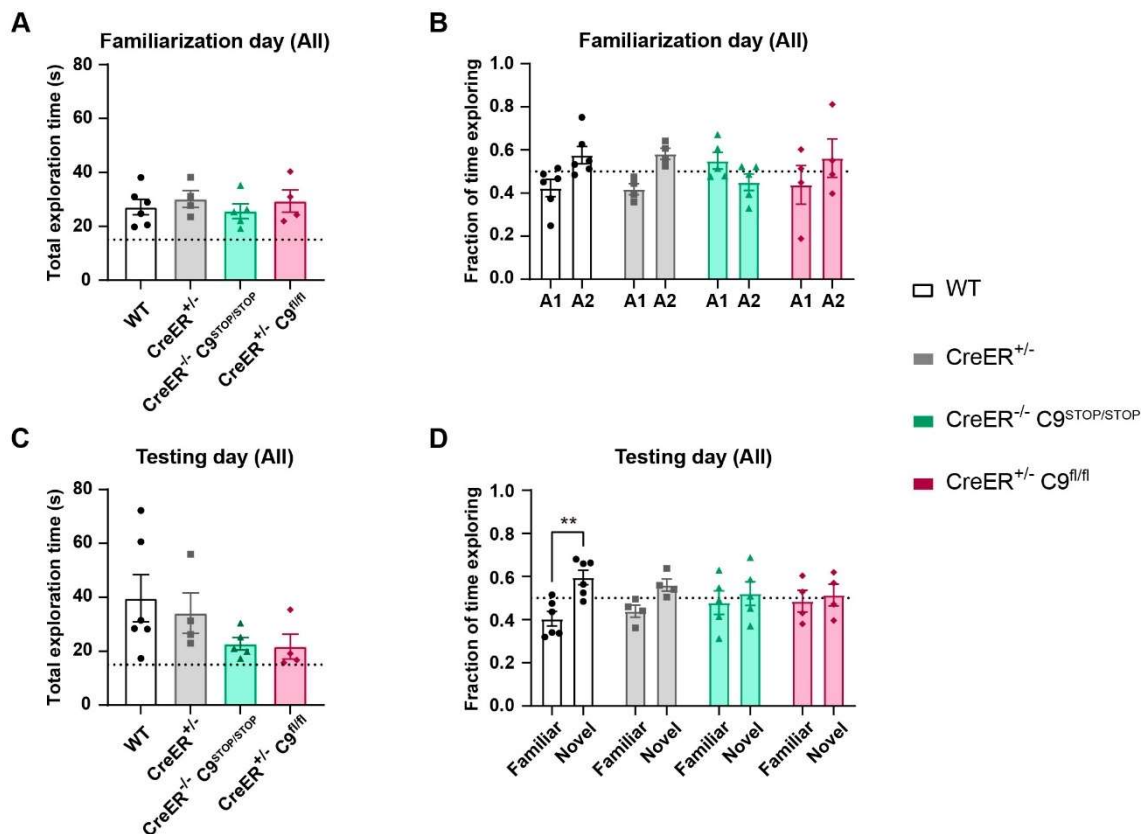 A
Familiarization day (All)
Total exploration time (s)
80
60
40
20
0
WT
CreER+/-
CreER-/- C9STOP/STOP
CreER+/- C9fl/fl
B
Familiarization day (All)
Fraction of time exploring
1.0
0.8
0.6
0.4
0.2
0.0
A1 A2 A1 A2 A1 A2 A1 A2
WT
CreER+/-
CreER-/- C9STOP/STOP
CreER+/- C9fl/fl
C
Testing day (All)
Total exploration time (s)
80
60
40
20
0
WT
CreER+/-
CreER-/- C9STOP/STOP
CreER+/- C9fl/fl
D
Testing day (All)
Fraction of time exploring
1.0
0.8
0.6
0.4
0.2
0.0
**
Familiar Novel Familiar Novel Familiar Novel Familiar Novel